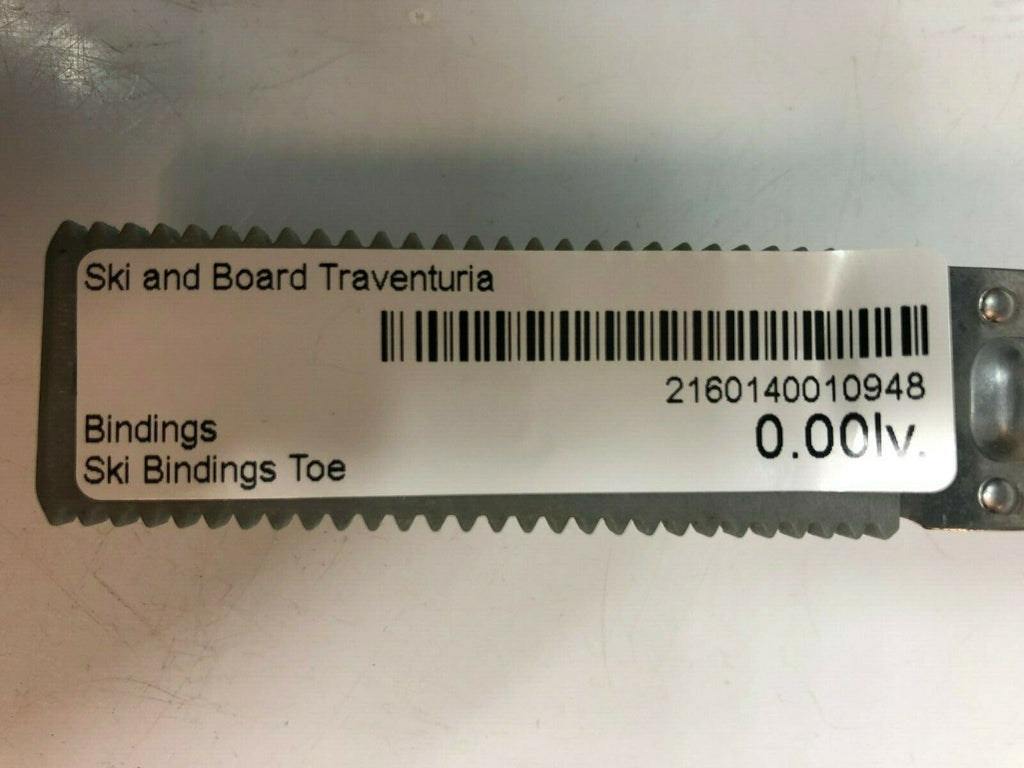 Ski and Board Traventuria
2160140010948
Bindings
0.00lv.
Ski Bindings Toe